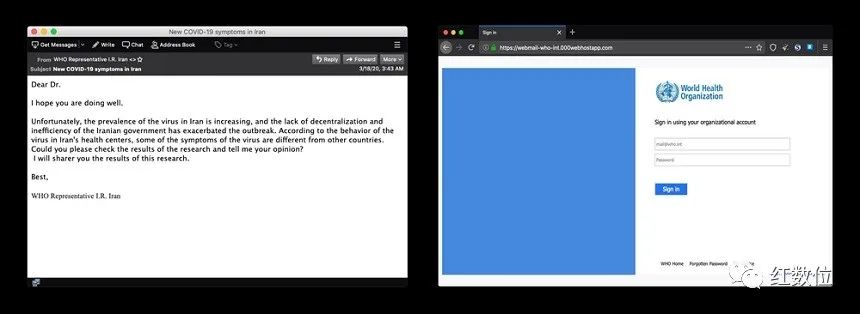 New COVID-19 symptoms in Iran
Get Messages Write Chat Address Book Tag
From WHO Representative I.R. Iran <> Reply Forward More
Subject New COVID-19 symptoms in Iran 3/18/20, 3:43 AM
Dear Dr.
I hope you are doing well.
Unfortunately, the prevalence of the virus in Iran is increasing, and the lack of decentralization and
inefficiency of the Iranian government has exacerbated the outbreak. According to the behavior of the
virus in Iran's health centers, some of the symptoms of the virus are different from other countries.
Could you please check the results of the research and tell me your opinion?
I will sharer you the results of this research.
Best,
WHO Representative I.R. Iran
Sign in
https://webmail-who-int.000webhostapp.com
World Health
Organization
Sign in using your organizational account
mail@who.int
Password
Sign in
WHO Home Forgotten Password
红数位